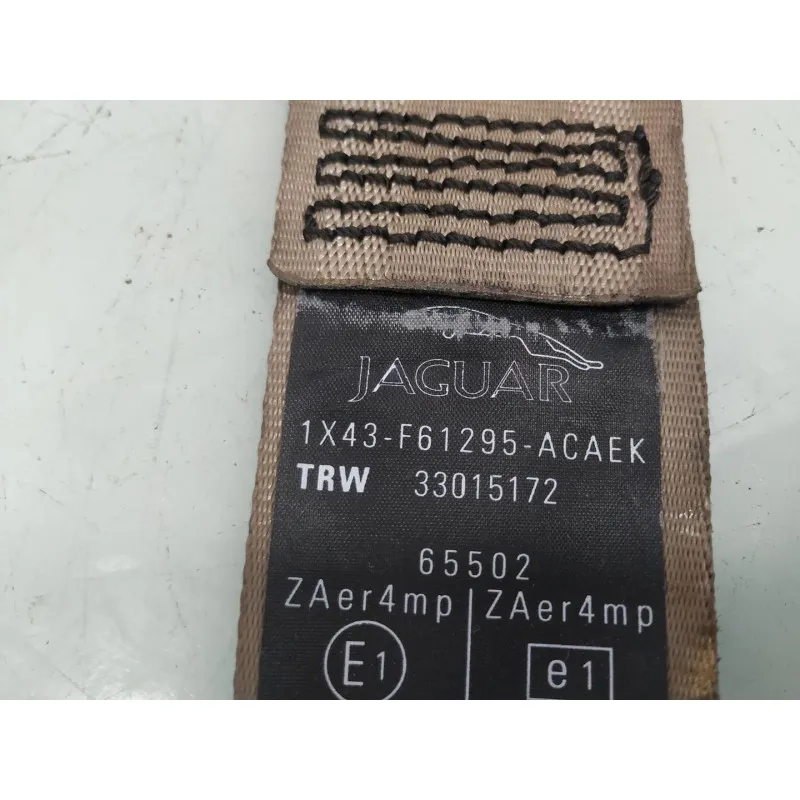 JAGUAR
1X43-F61295-ACAEK
TRW 33015172
65502
ZAer4mp | ZAer4mp
E1 e1